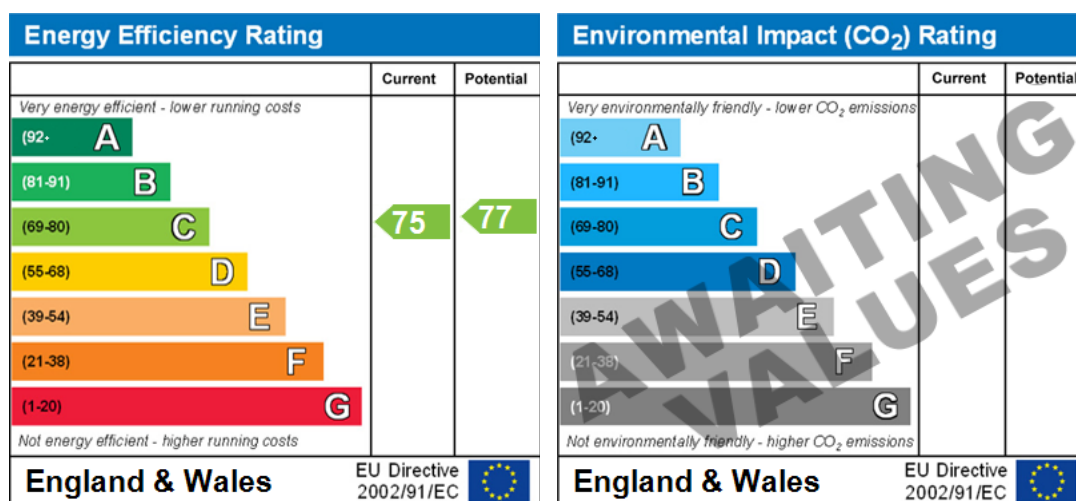 Energy Efficiency Rating
Current Potential
Very energy efficient - lower running costs
(92+ A
(81-91) B
(69-80) C
75 77
(55-68) D
(39-54) E
(21-38) F
(1-20) G
Not energy efficient - higher running costs
England & Wales
EU Directive
2002/91/EC
Environmental Impact (CO₂) Rating
Current Potential
Very environmentally friendly - lower CO₂ emissions
(92+ A
(81-91) B
(69-80) C
(55-68) D
(39-54) E
(21-38) F
(1-20) G
Not environmentally friendly - higher CO₂ emissions
AWAITING
VALUES
England & Wales
EU Directive
2002/91/EC